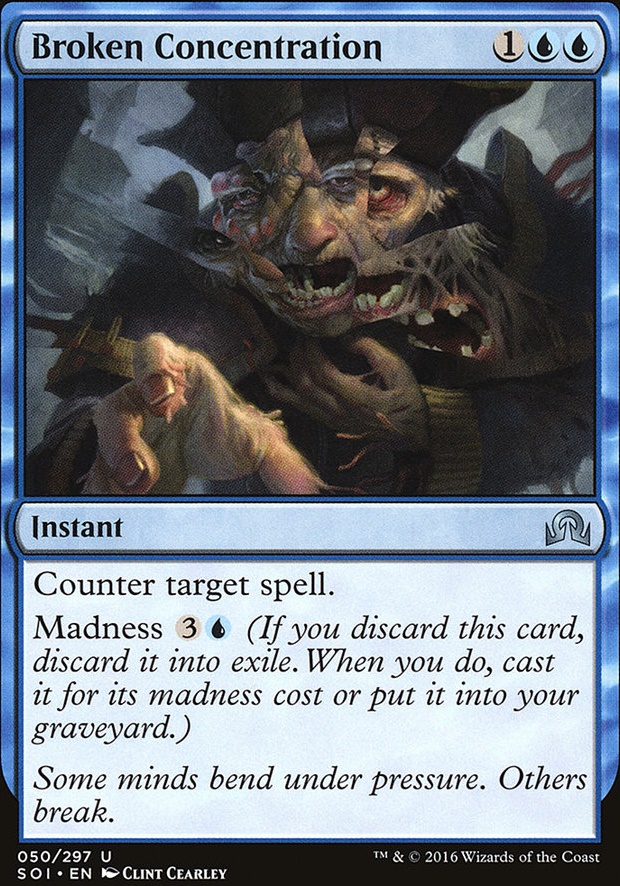 Broken Concentration 1
Instant
Counter target spell.
Madness 3 (If you discard this card,
discard it into exile. When you do, cast
it for its madness cost or put it into your
graveyard.)
Some minds bend under pressure. Others
break.
050/297 U
SOI • EN CLINT CEARLEY
™ & © 2016 Wizards of the Coast